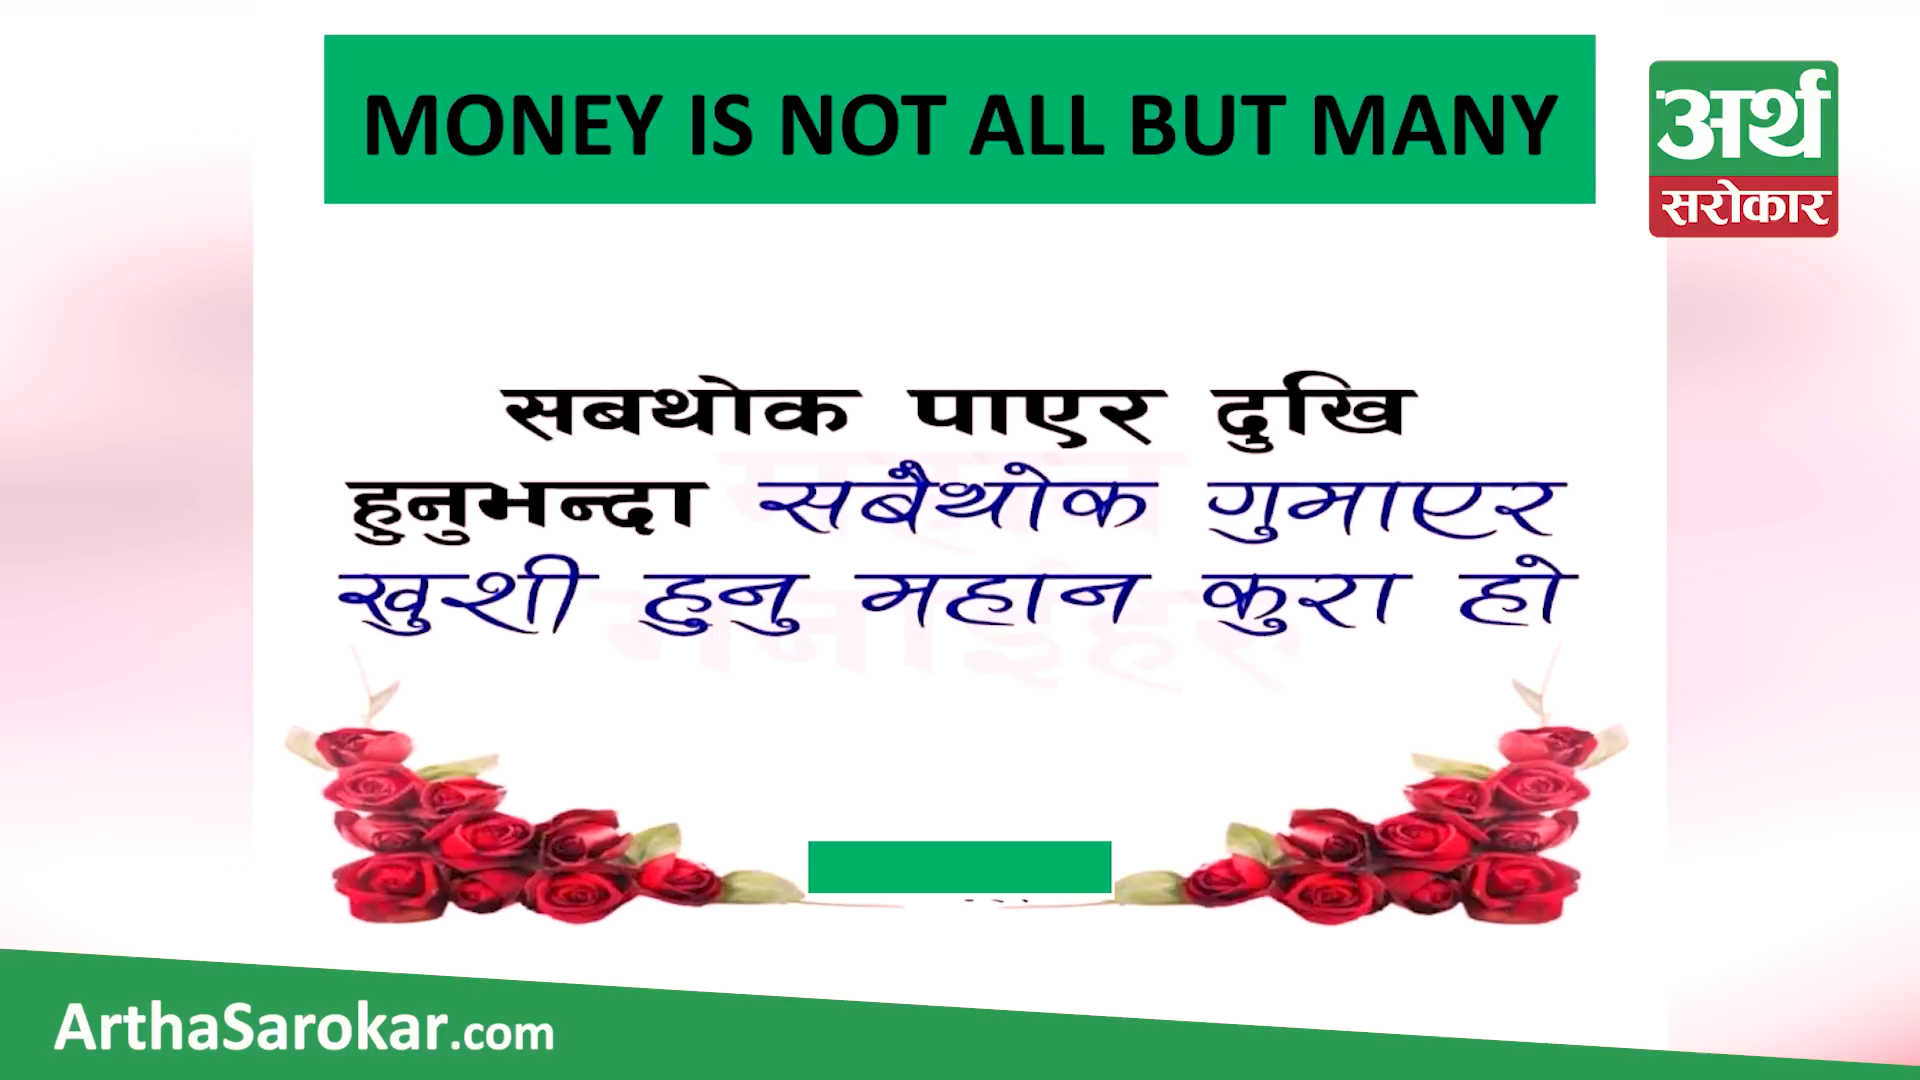 MONEY IS NOT ALL BUT MANY
अर्थ
सरोकार
सबथोक पाएर दुखि
हुनुभन्दा सबैथोक गुमाएर
खुशी हुनु महान कुरा हो
ArthaSarokar.com